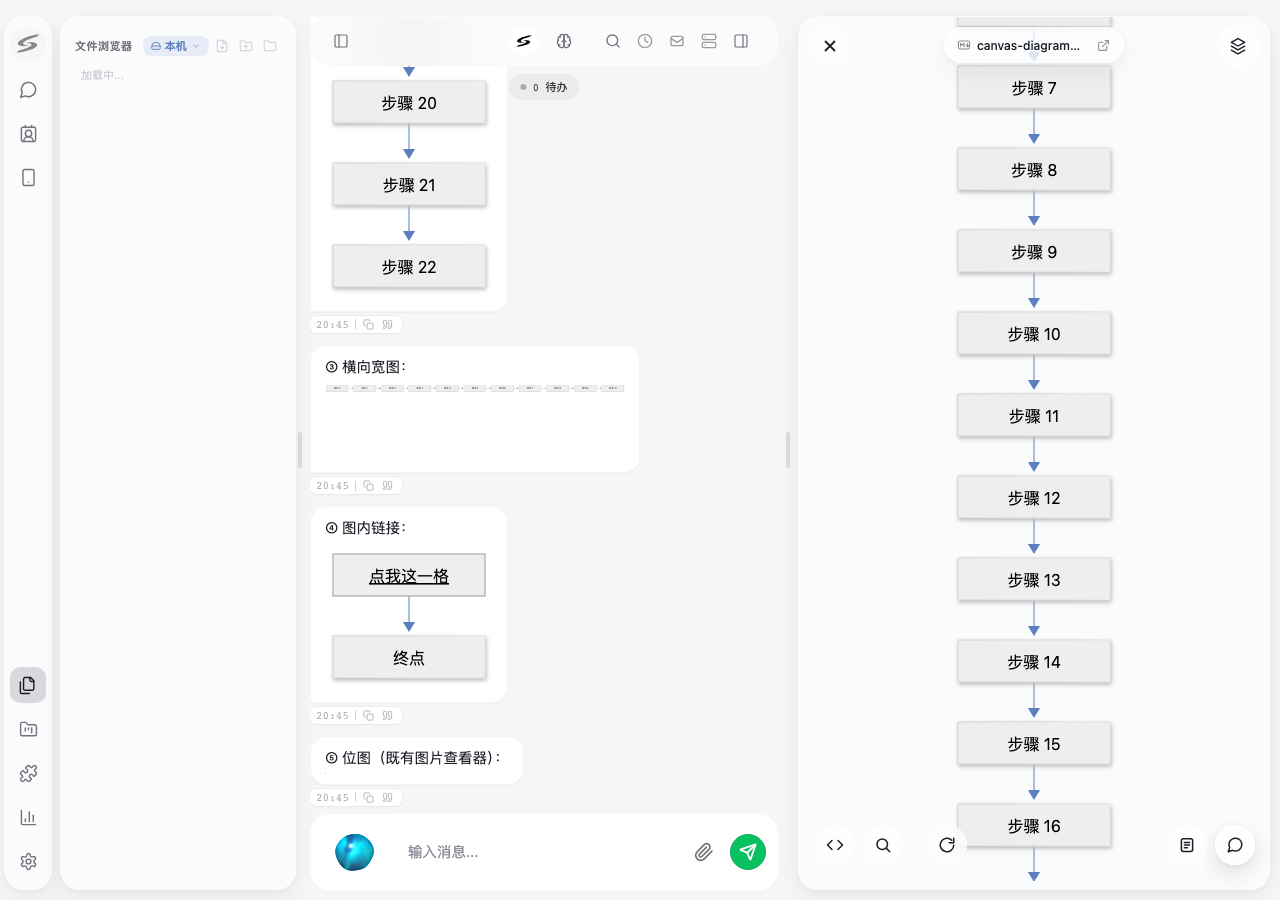 文件浏览器
本机
加载中...
0 待办
步骤 20
步骤 21
步骤 22
20:45
③ 横向宽图：
20:45
④ 图内链接：
点我这一格
终点
20:45
⑤ 位图（既有图片查看器）：
20:45
输入消息...
canvas-diagram...
步骤 7
步骤 8
步骤 9
步骤 10
步骤 11
步骤 12
步骤 13
步骤 14
步骤 15
步骤 16